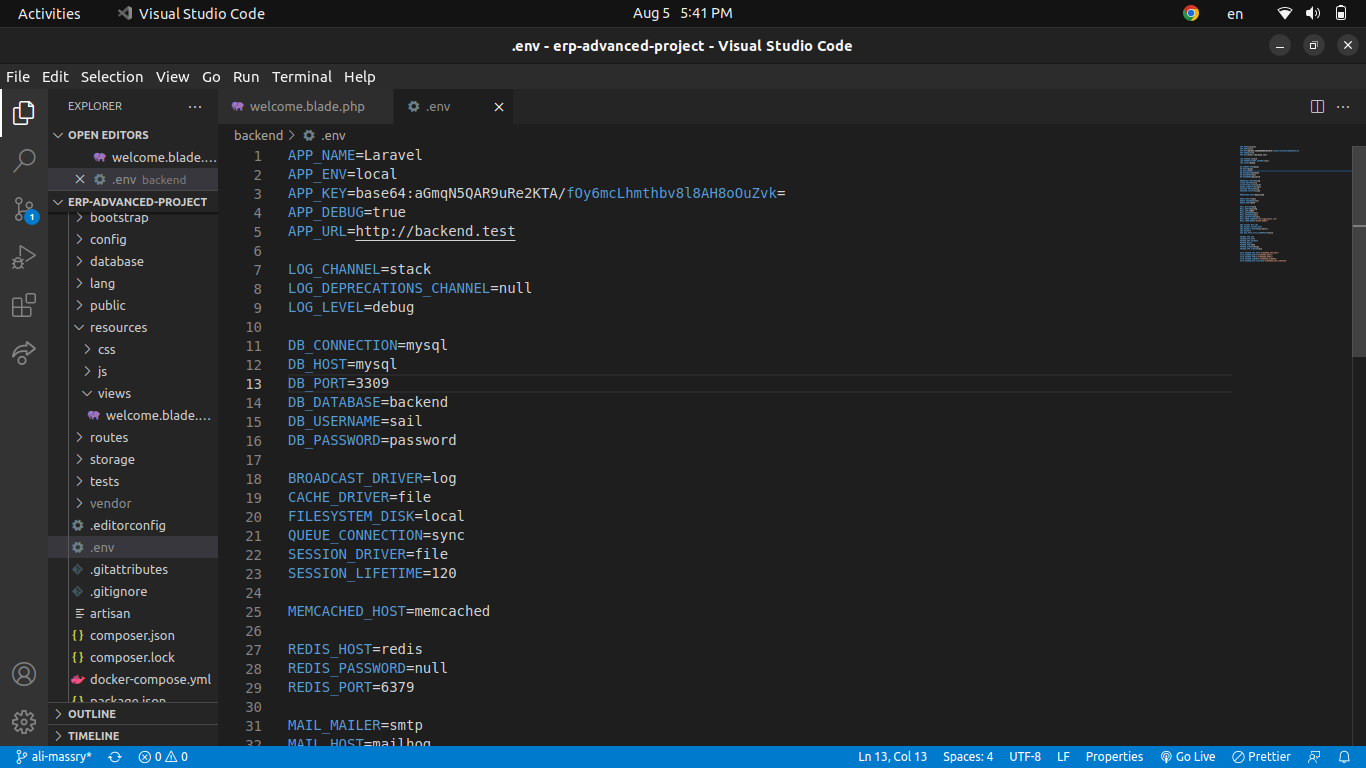 Activities Visual Studio Code Aug 5 5:41 PM en
.env - erp-advanced-project - Visual Studio Code
File Edit Selection View Go Run Terminal Help
EXPLORER
OPEN EDITORS
welcome.blade....
.env backend
ERP-ADVANCED-PROJECT
bootstrap
config
database
lang
public
resources
css
js
views
welcome.blade....
routes
storage
tests
vendor
.editorconfig
.env
.gitattributes
.gitignore
artisan
composer.json
composer.lock
docker-compose.yml
package.json
OUTLINE
TIMELINE
1
welcome.blade.php .env
backend > .env
1 APP_NAME=Laravel
2 APP_ENV=local
3 APP_KEY=base64:aGmqN5QAR9uRe2KTA/fOy6mcLhmthbv8l8AH8oOuZvk=
4 APP_DEBUG=true
5 APP_URL=http://backend.test
6
7 LOG_CHANNEL=stack
8 LOG_DEPRECATIONS_CHANNEL=null
9 LOG_LEVEL=debug
10
11 DB_CONNECTION=mysql
12 DB_HOST=mysql
13 DB_PORT=3309
14 DB_DATABASE=backend
15 DB_USERNAME=sail
16 DB_PASSWORD=password
17
18 BROADCAST_DRIVER=log
19 CACHE_DRIVER=file
20 FILESYSTEM_DISK=local
21 QUEUE_CONNECTION=sync
22 SESSION_DRIVER=file
23 SESSION_LIFETIME=120
24
25 MEMCACHED_HOST=memcached
26
27 REDIS_HOST=redis
28 REDIS_PASSWORD=null
29 REDIS_PORT=6379
30
31 MAIL_MAILER=smtp
32 MAIL_HOST=mailhog
ali-massry* 0 0 Ln 13, Col 13 Spaces: 4 UTF-8 LF Properties Go Live Prettier